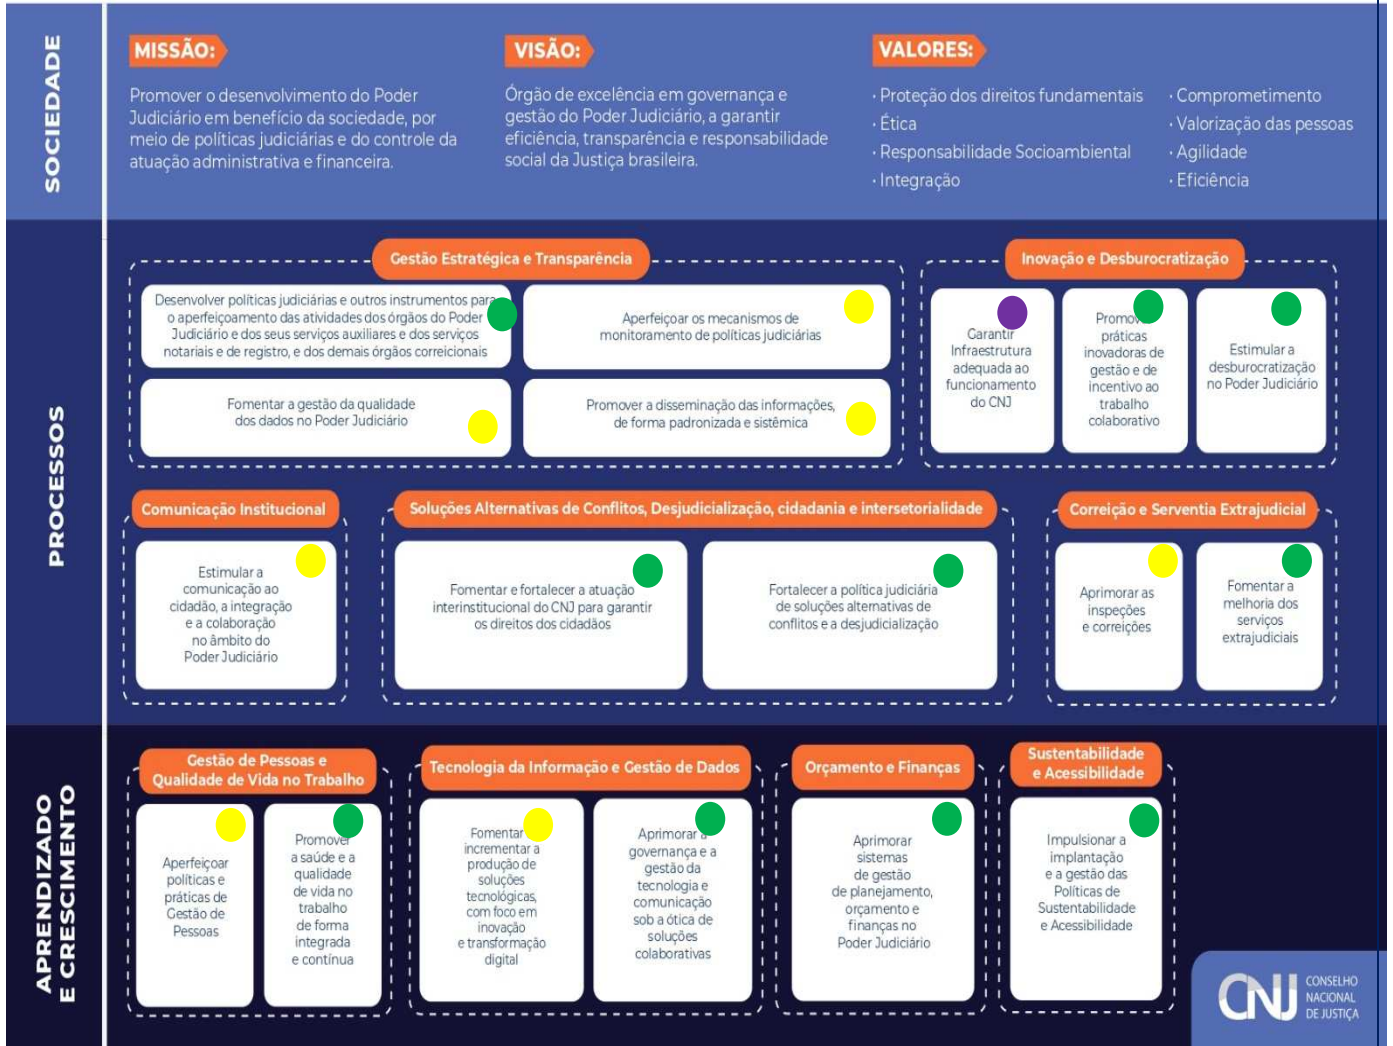 SOCIEDADE
MISSÃO:
Promover o desenvolvimento do Poder
Judiciário em benefício da sociedade, por
meio de políticas judiciárias e do controle da
atuação administrativa e financeira.
VISÃO:
Órgão de excelência em governança e
gestão do Poder Judiciário, a garantir
eficiência, transparência e responsabilidade
social da Justiça brasileira.
VALORES:
· Proteção dos direitos fundamentais
· Ética
· Responsabilidade Socioambiental
· Integração
· Comprometimento
· Valorização das pessoas
· Agilidade
· Eficiência
PROCESSOS
Gestão Estratégica e Transparência
Desenvolver políticas judiciárias e outros instrumentos para
o aperfeiçoamento das atividades dos órgãos do Poder
Judiciário e dos seus serviços auxiliares e dos serviços
notariais e de registro, e dos demais órgãos correicionais
Aperfeiçoar os mecanismos de
monitoramento de políticas judiciárias
Fomentar a gestão da qualidade
dos dados no Poder Judiciário
Promover a disseminação das informações,
de forma padronizada e sistêmica
Inovação e Desburocratização
Garantir
Infraestrutura
adequada ao
funcionamento
do CNJ
Promover
práticas
inovadoras de
gestão e de
incentivo ao
trabalho
colaborativo
Estimular a
desburocratização
no Poder Judiciário
Comunicação Institucional
Estimular a
comunicação ao
cidadão, a integração
e a colaboração
no âmbito do
Poder Judiciário
Soluções Alternativas de Conflitos, Desjudicialização, cidadania e intersetorialidade
Fomentar e fortalecer a atuação
interinstitucional do CNJ para garantir
os direitos dos cidadãos
Fortalecer a política judiciária
de soluções alternativas de
conflitos e a desjudicialização
Correição e Serventia Extrajudicial
Aprimorar as
inspeções
e correições
Fomentar a
melhoria dos
serviços
extrajudiciais
APRENDIZADO
E CRESCIMENTO
Gestão de Pessoas e
Qualidade de Vida no Trabalho
Aperfeiçoar
políticas e
práticas de
Gestão de
Pessoas
Promover
a saúde e a
qualidade
de vida no
trabalho
de forma
integrada
e contínua
Tecnologia da Informação e Gestão de Dados
Fomentar
incrementar a
produção de
soluções
tecnológicas,
com foco em
inovação
e transformação
digital
Aprimorar a
governança e a
gestão da
tecnologia e
comunicação
sob a ótica de
soluções
colaborativas
Orçamento e Finanças
Aprimorar
sistemas
de gestão
de planejamento,
orçamento e
finanças no
Poder Judiciário
Sustentabilidade
e Acessibilidade
Impulsionar a
implantação
e a gestão das
Políticas de
Sustentabilidade
e Acessibilidade
CNJ
CONSELHO
NACIONAL
DE JUSTIÇA